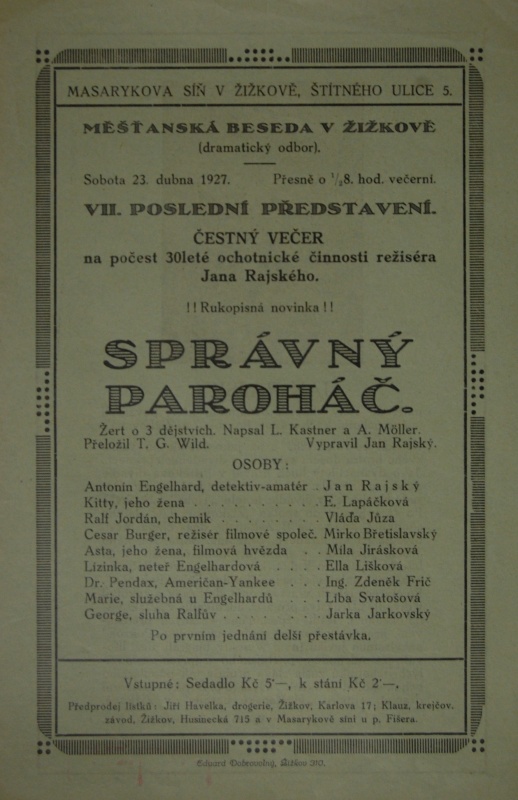 MASARYKOVA SÍŇ V ŽIŽKOVĚ, ŠTÍTNÉHO ULICE 5.
MĚŠŤANSKÁ BESEDA V ŽIŽKOVĚ
(dramatický odbor).
Sobota 23. dubna 1927. Přesně o ½8. hod. večerní.
VII. POSLEDNÍ PŘEDSTAVENÍ.
ČESTNÝ VEČER
na počest 30leté ochotnické činnosti režiséra
Jana Rajského.
!! Rukopisná novinka !!
SPRÁVNÝ
PAROHÁČ.
Žert o 3 dějstvích. Napsal L. Kastner a A. Möller.
Přeložil T. G. Wild. Vypravil Jan Rajský.
OSOBY:
Antonín Engelhard, detektiv-amatér . Jan Rajský
Kitty, jeho žena . . . . . . . . . . E. Lapáčková
Ralf Jordán, chemik . . . . . . . . Vláďa Jůza
Cesar Burger, režisér filmové společ. Mirko Břetislavský
Asta, jeho žena, filmová hvězda . . Míla Jirásková
Lízinka, neteř Engelhardová . . . . Ella Lišková
Dr. Pendax, Američan-Yankee . . . . Ing. Zdeněk Frič
Marie, služebná u Engelhardů . . . Líba Svatošová
George, sluha Ralfův . . . . . . . . Jarka Jarkovský
Po prvním jednání delší přestávka.
Vstupné: Sedadlo Kč 5·—, k stání Kč 2·—,
Předprodej lístků: Jiří Havelka, drogerie, Žižkov, Karlova 17; Klauz, krejčov.
závod, Žižkov, Husinecká 715 a v Masarykově síni u p. Fišera.
Eduard Dobrovolný, Žižkov